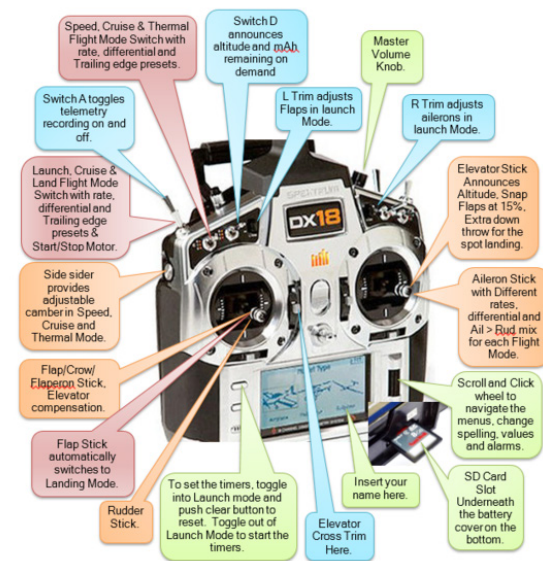 Speed, Cruise & Thermal
Flight Mode Switch with
rate, differential and
Trailing edge presets.
Switch D
announces
altitude and mAh
remaining on
demand
Master
Volume
Knob.
Switch A toggles
telemetry
recording on and
off.
L Trim adjusts
Flaps in launch
Mode.
R Trim adjusts
ailerons in
launch Mode.
Launch, Cruise &
Land Flight Mode
Switch with rate,
differential and
Trailing edge
presets &
Start/Stop Motor.
Elevator Stick
Announces
Altitude, Snap
Flaps at 15%,
Extra down
throw for the
spot landing.
SPEKTRUM
DX18
Side sider
provides
adjustable
camber in Speed,
Cruise and
Thermal Mode.
Aileron Stick
with Different
rates,
differential and
Ail > Rud mix
for each Flight
Mode.
Flap/Crow/
Flaperon Stick,
Elevator
compensation.
Scroll and Click
wheel to
navigate the
menus, change
spelling, values
and alarms.
Flap Stick
automatically
switches to
Landing Mode.
Rudder
Stick.
To set the timers, toggle
into Launch mode and
push clear button to
reset. Toggle out of
Launch Mode to start the
timers.
Elevator
Cross Trim
Here.
Insert your
name here.
SD Card
Slot
Underneath
the battery
cover on the
bottom.